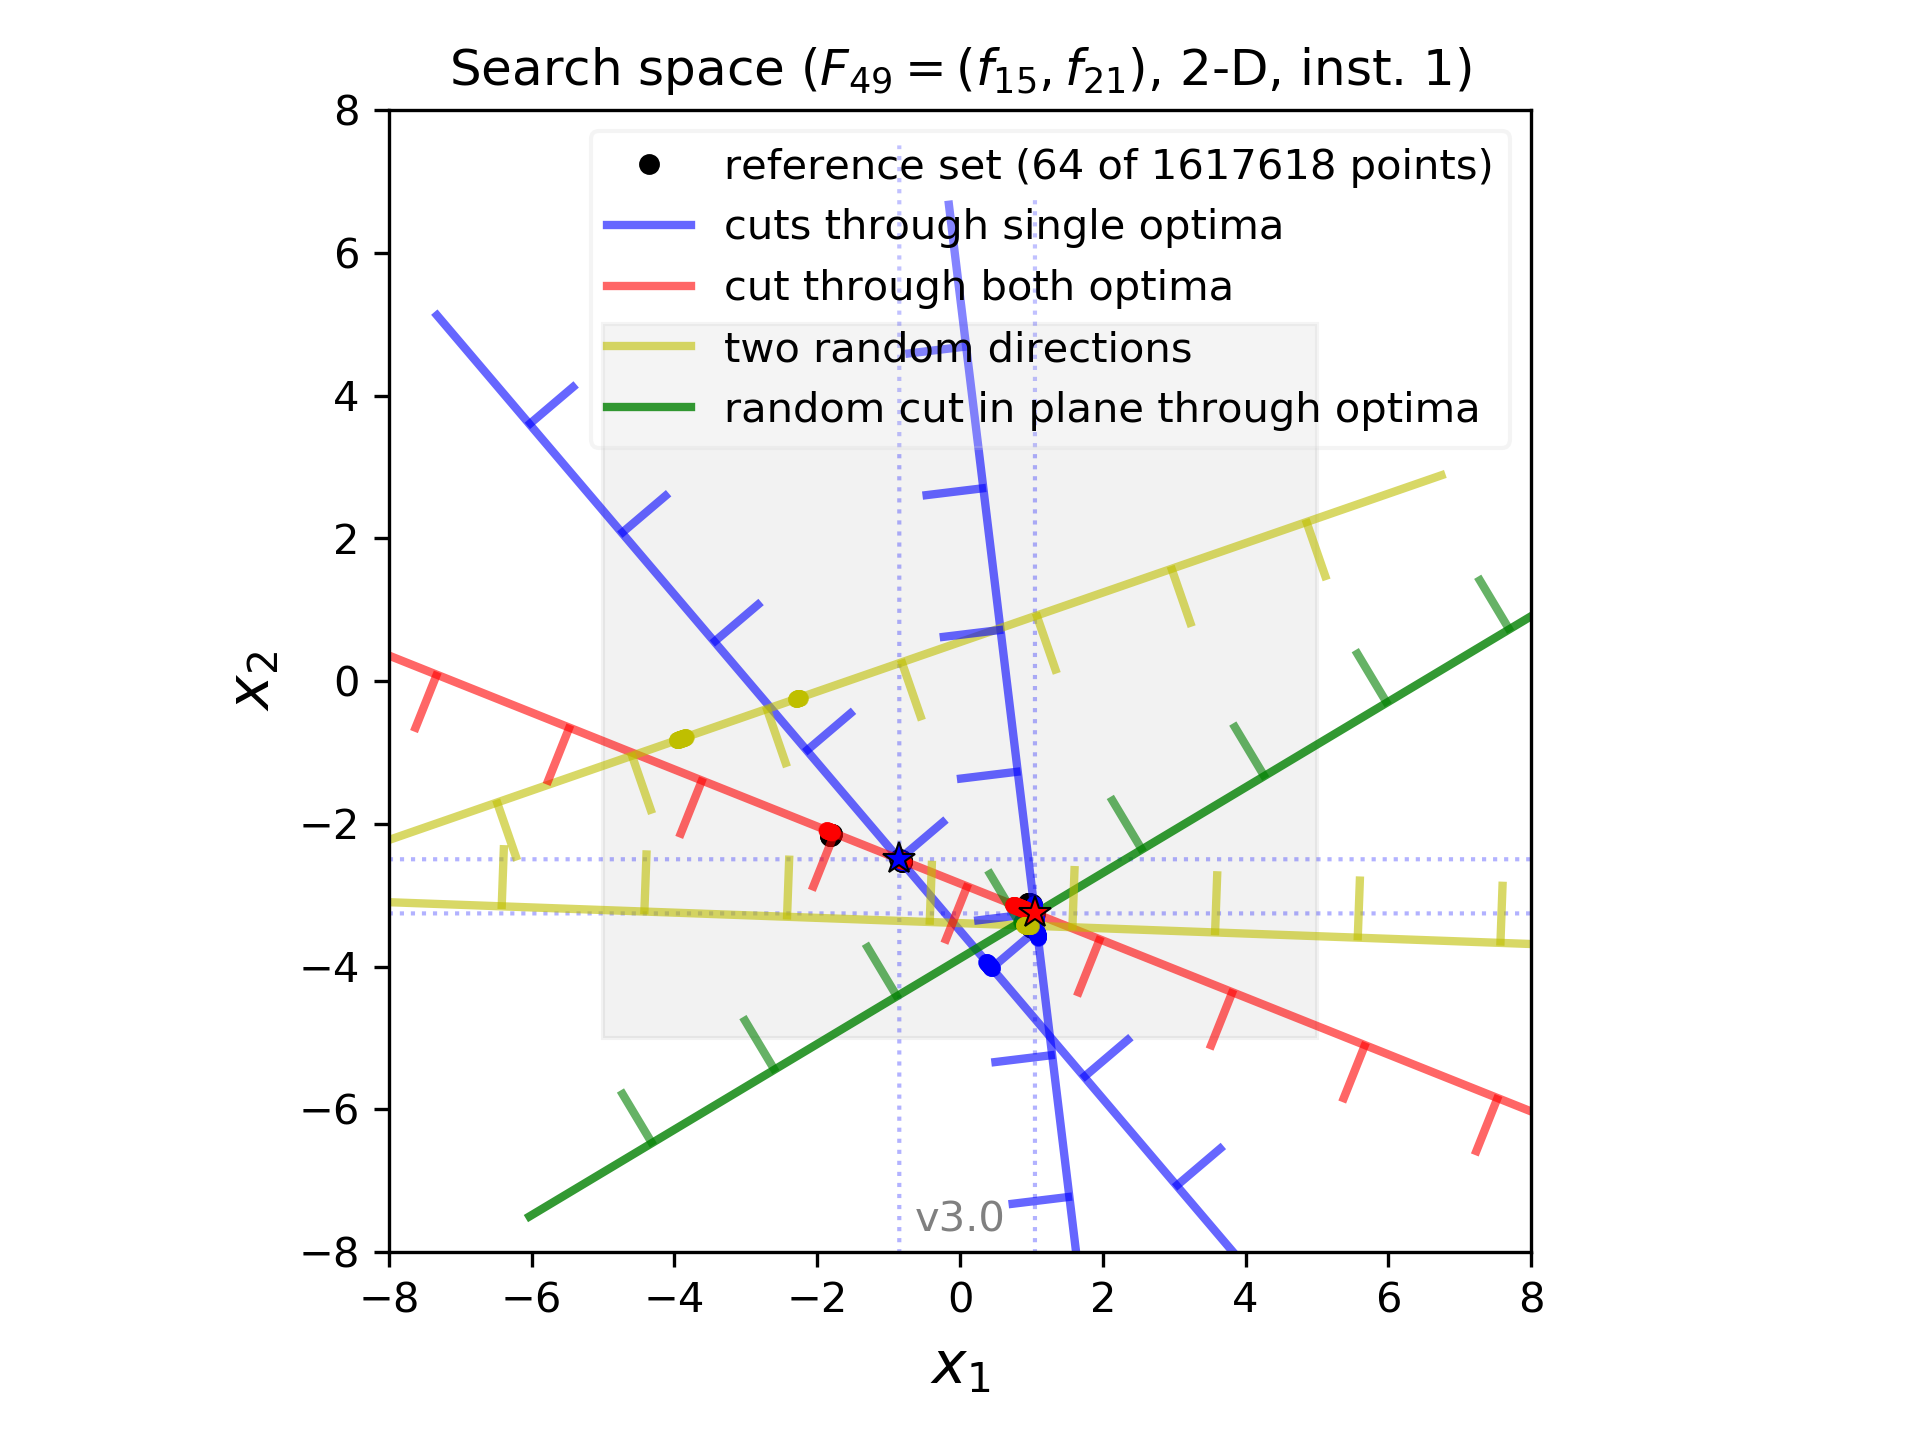 Search space (F49 = (f15, f21), 2-D, inst. 1)
reference set (64 of 1617618 points)
cuts through single optima
cut through both optima
two random directions
random cut in plane through optima
8
6
4
2
0
−2
−4
−6
−8
x2
v3.0
−8 −6 −4 −2 0 2 4 6 8
x1